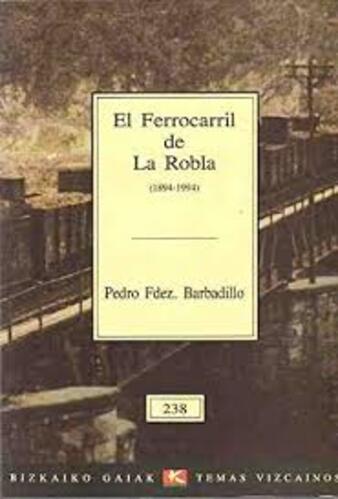 El Ferrocarril
de
La Robla
(1894-1994)
Pedro Fdez. Barbadillo
238
BIZKAIKO GAIAK K TEMAS VIZCAINOS